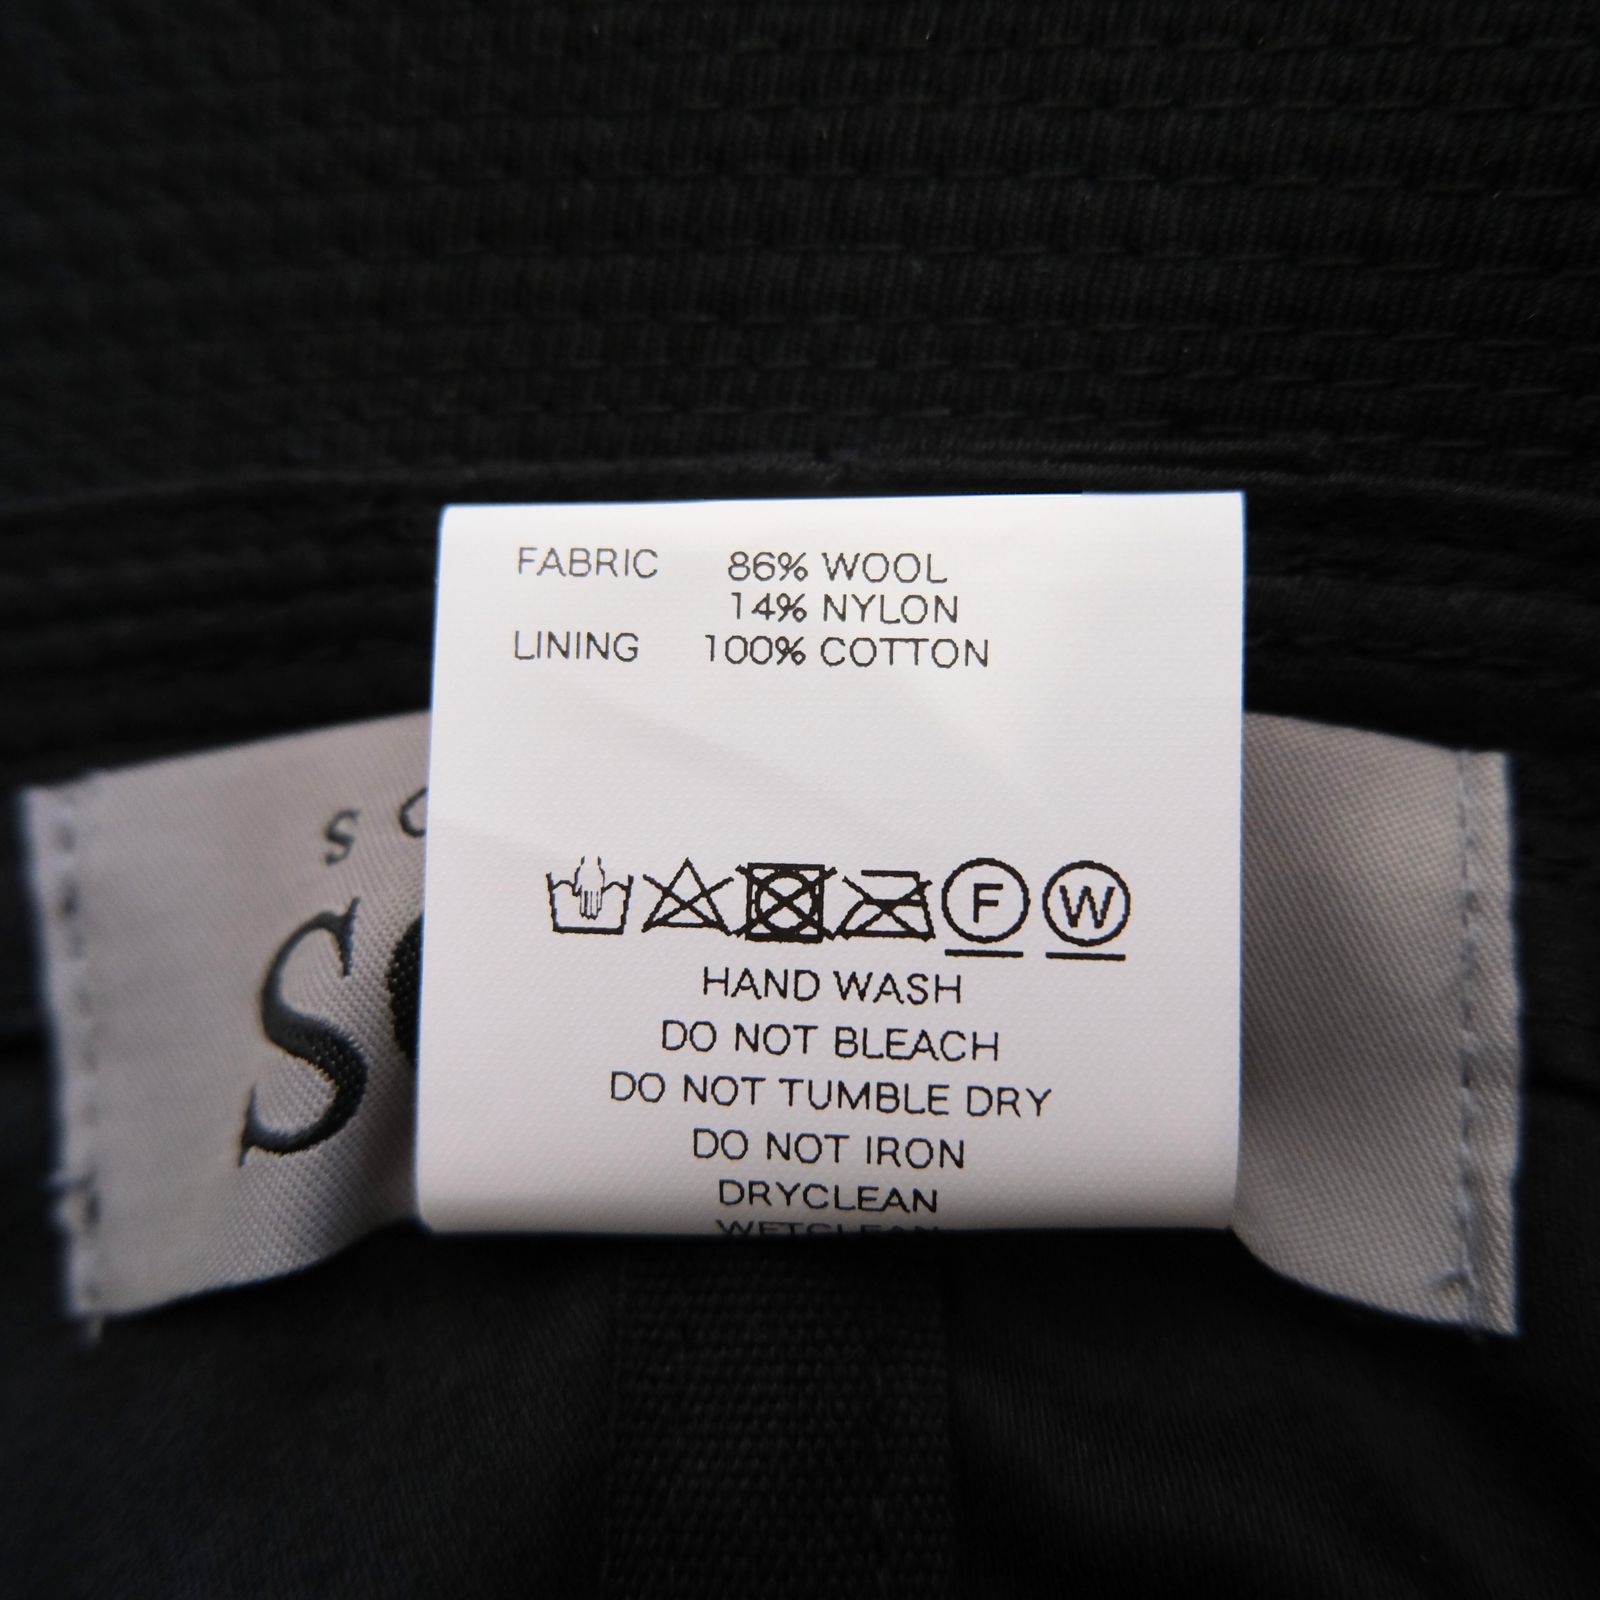 FABRIC 86% WOOL
14% NYLON
LINING 100% COTTON
F W
HAND WASH
DO NOT BLEACH
DO NOT TUMBLE DRY
DO NOT IRON
DRYCLEAN
WETCLEAN